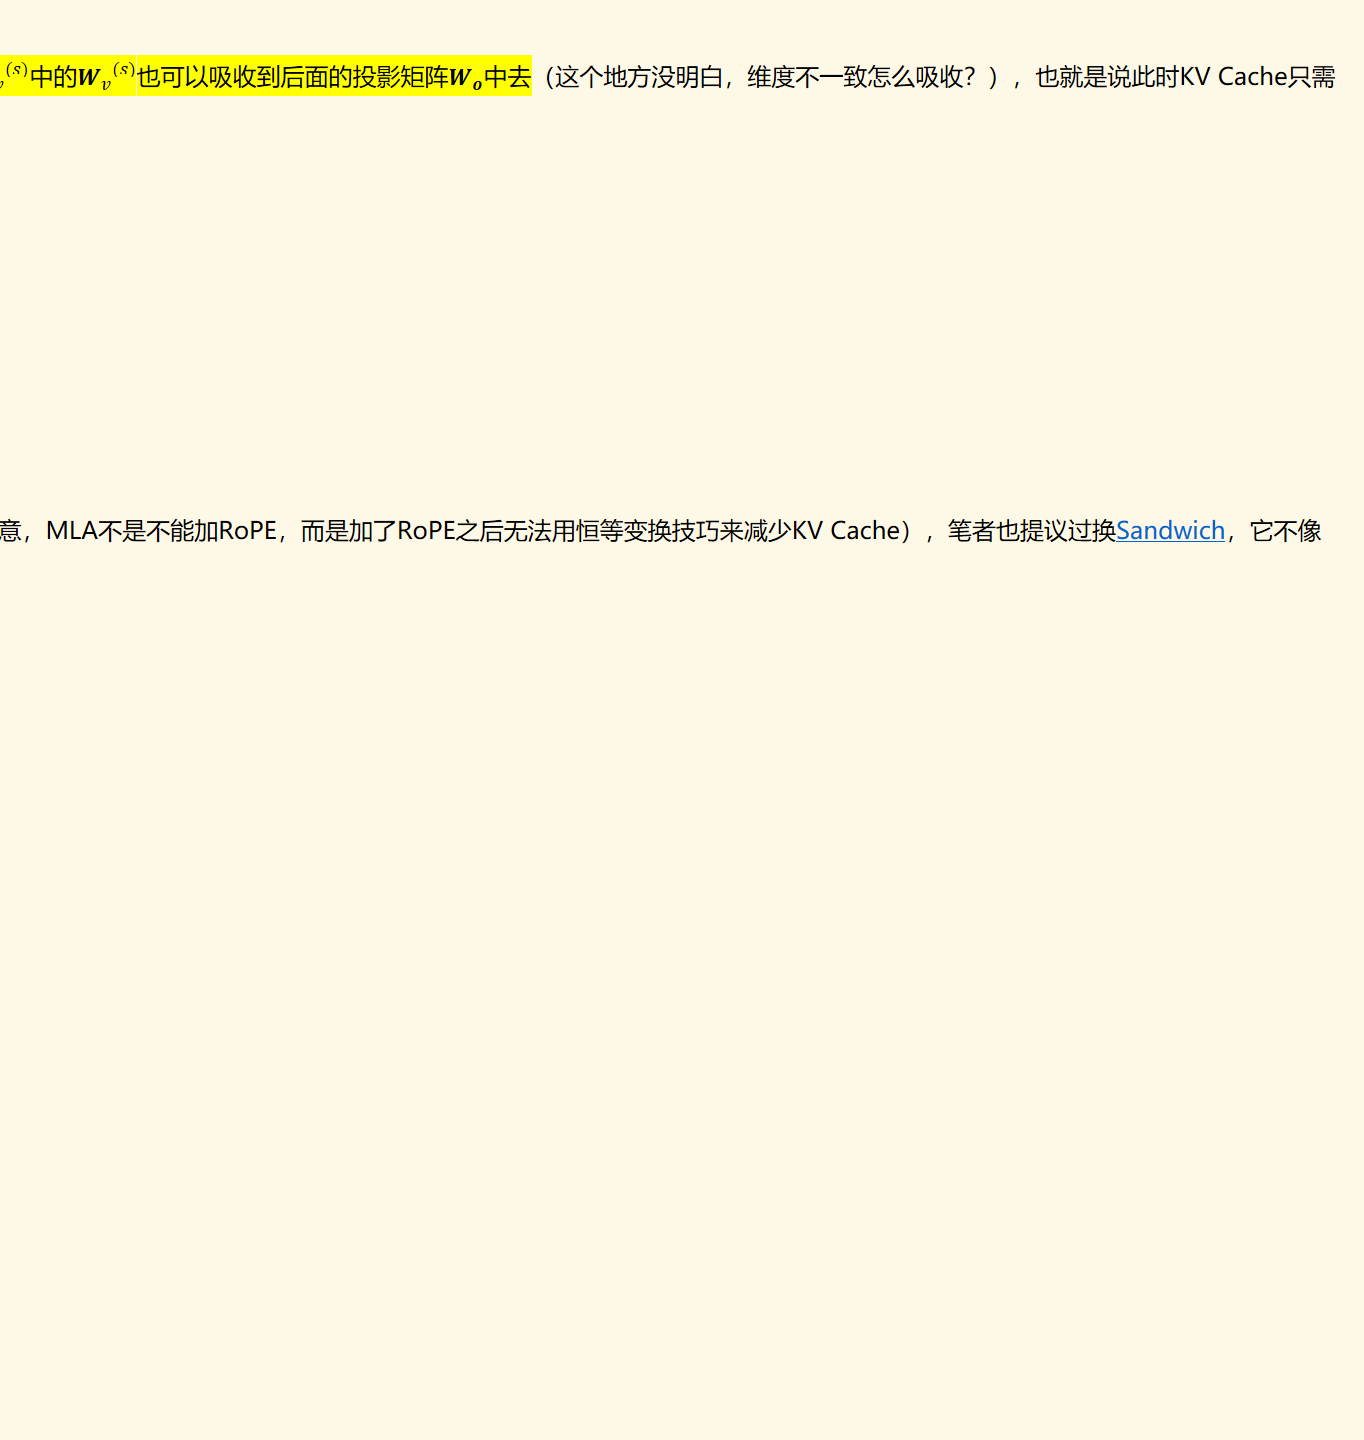 ⁽ˢ⁾中的𝑾ᵥ⁽ˢ⁾也可以吸收到后面的投影矩阵𝑾ₒ中去（这个地方没明白，维度不一致怎么吸收？），也就是说此时KV Cache只需
意，MLA不是不能加RoPE，而是加了RoPE之后无法用恒等变换技巧来减少KV Cache），笔者也提议过换Sandwich，它不像